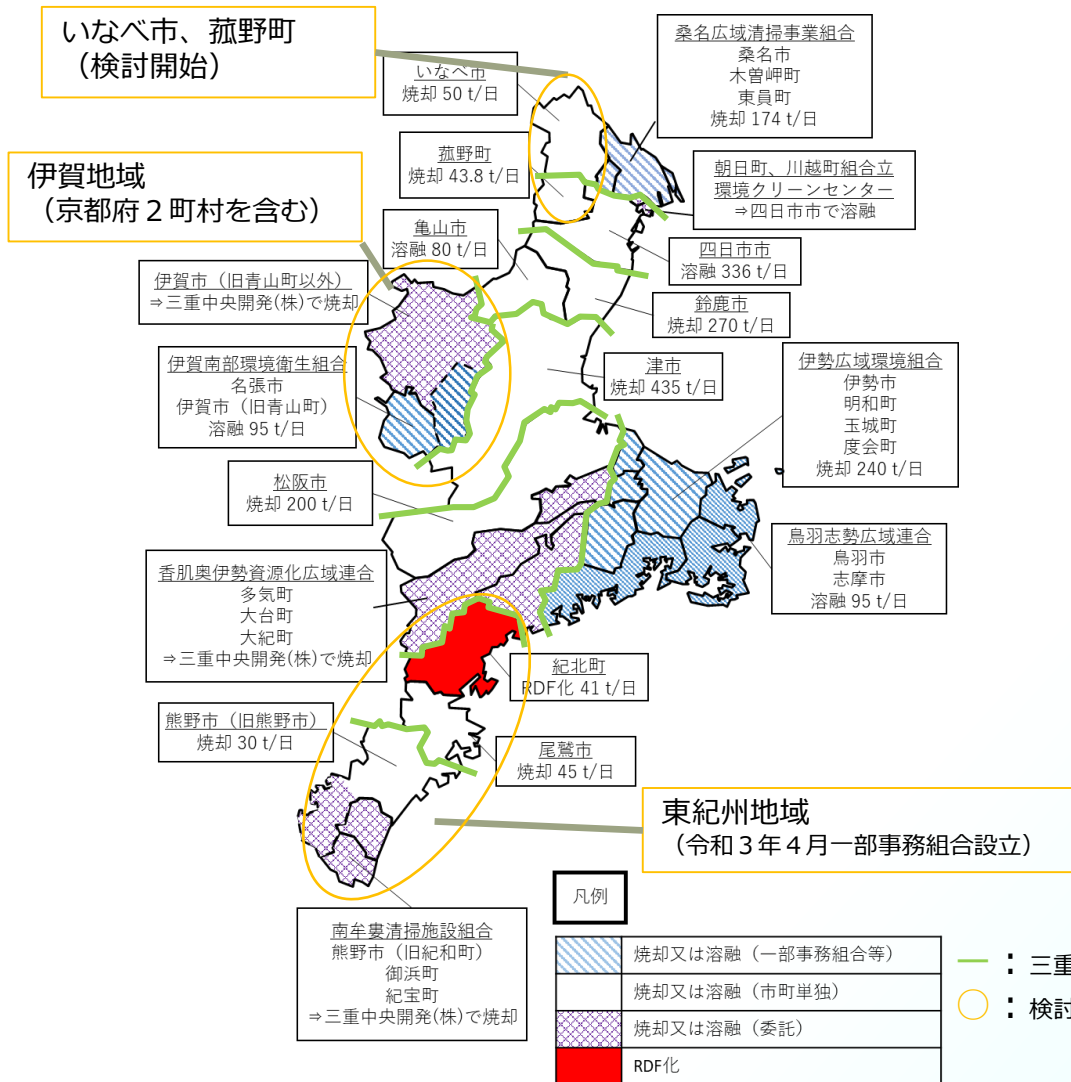 いなべ市、菰野町
（検討開始）
いなべ市
焼却 50 t/日
桑名広域清掃事業組合
桑名市
木曽岬町
東員町
焼却 174 t/日
菰野町
焼却 43.8 t/日
朝日町、川越町組合立
環境クリーンセンター
⇒四日市市で溶融
伊賀地域
（京都府２町村を含む）
亀山市
溶融 80 t/日
四日市市
溶融 336 t/日
伊賀市（旧青山町以外）
⇒三重中央開発(株)で焼却
鈴鹿市
焼却 270 t/日
伊賀南部環境衛生組合
名張市
伊賀市（旧青山町）
溶融 95 t/日
津市
焼却 435 t/日
伊勢広域環境組合
伊勢市
明和町
玉城町
度会町
焼却 240 t/日
松阪市
焼却 200 t/日
鳥羽志勢広域連合
鳥羽市
志摩市
溶融 95 t/日
香肌奥伊勢資源化広域連合
多気町
大台町
大紀町
⇒三重中央開発(株)で焼却
紀北町
RDF化 41 t/日
熊野市（旧熊野市）
焼却 30 t/日
尾鷲市
焼却 45 t/日
東紀州地域
（令和３年４月一部事務組合設立）
南牟婁清掃施設組合
熊野市（旧紀和町）
御浜町
紀宝町
⇒三重中央開発(株)で焼却
凡例
焼却又は溶融（一部事務組合等）
焼却又は溶融（市町単独）
焼却又は溶融（委託）
RDF化
：三重
：検討